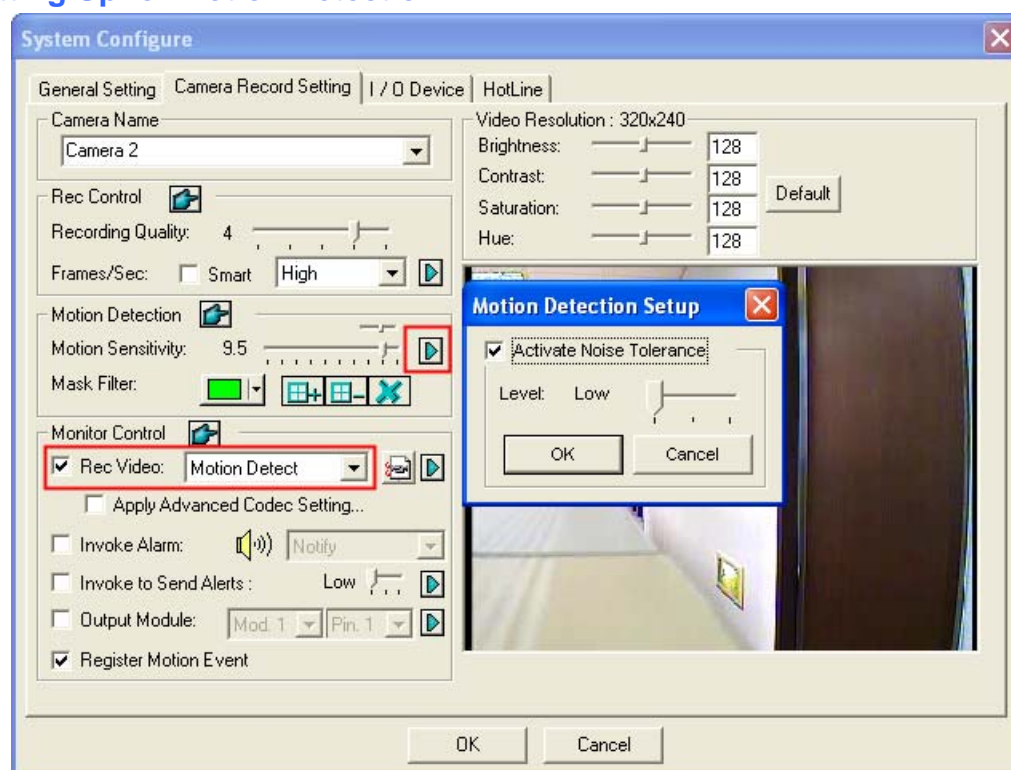 System Configure
General Setting Camera Record Setting I / O Device HotLine
Camera Name
Camera 2
Rec Control
Recording Quality: 4
Frames/Sec: Smart High
Motion Detection
Motion Sensitivity: 9.5
Mask Filter:
Monitor Control
Rec Video: Motion Detect
Apply Advanced Codec Setting...
Invoke Alarm: Notify
Invoke to Send Alerts : Low
Output Module: Mod. 1 Pin. 1
Register Motion Event
Video Resolution : 320x240
Brightness: 128
Contrast: 128
Saturation: 128
Hue: 128
Default
Motion Detection Setup
Activate Noise Tolerance
Level: Low
OK Cancel
OK Cancel